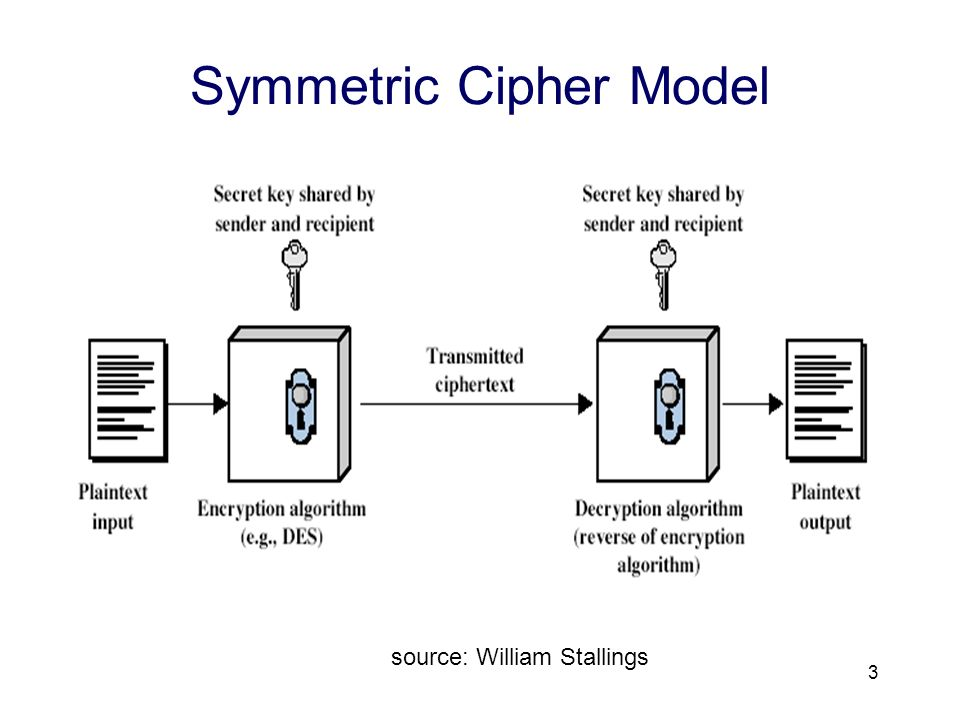 Symmetric Cipher Model
Secret key shared by
sender and recipient
Secret key shared by
sender and recipient
Transmitted
ciphertext
Plaintext
input
Encryption algorithm
(e.g., DES)
Decryption algorithm
(reverse of encryption
algorithm)
Plaintext
output
source: William Stallings
3